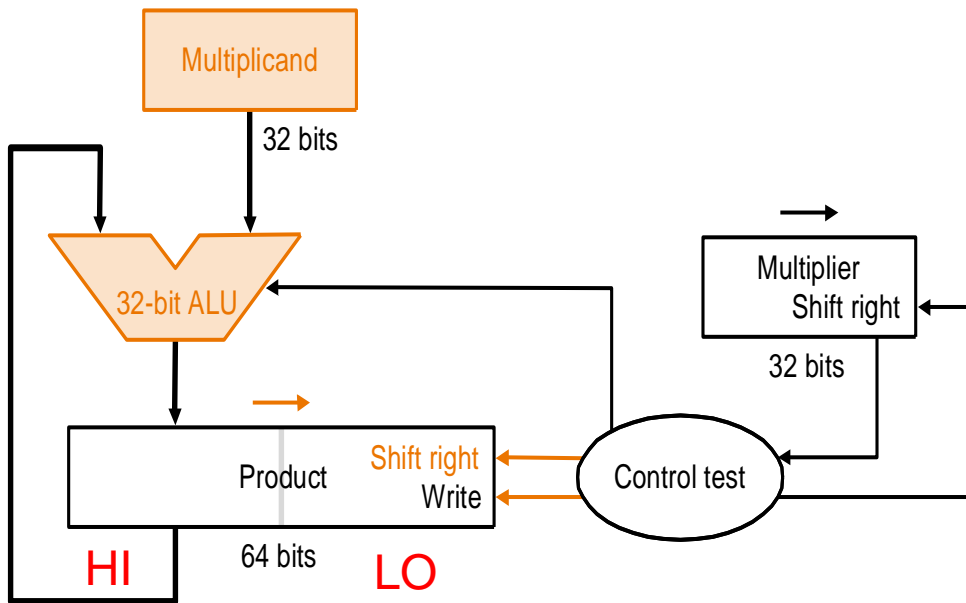 Multiplicand
32 bits
32-bit ALU
Multiplier
Shift right
32 bits
Product
Shift right
Write
Control test
64 bits
HI
LO